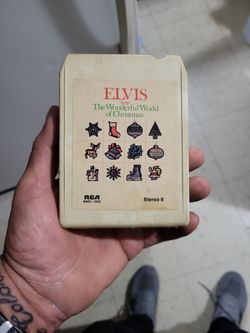 ELVIS
sings
The Wonderful World
of Christmas
RCA
Stereo 8